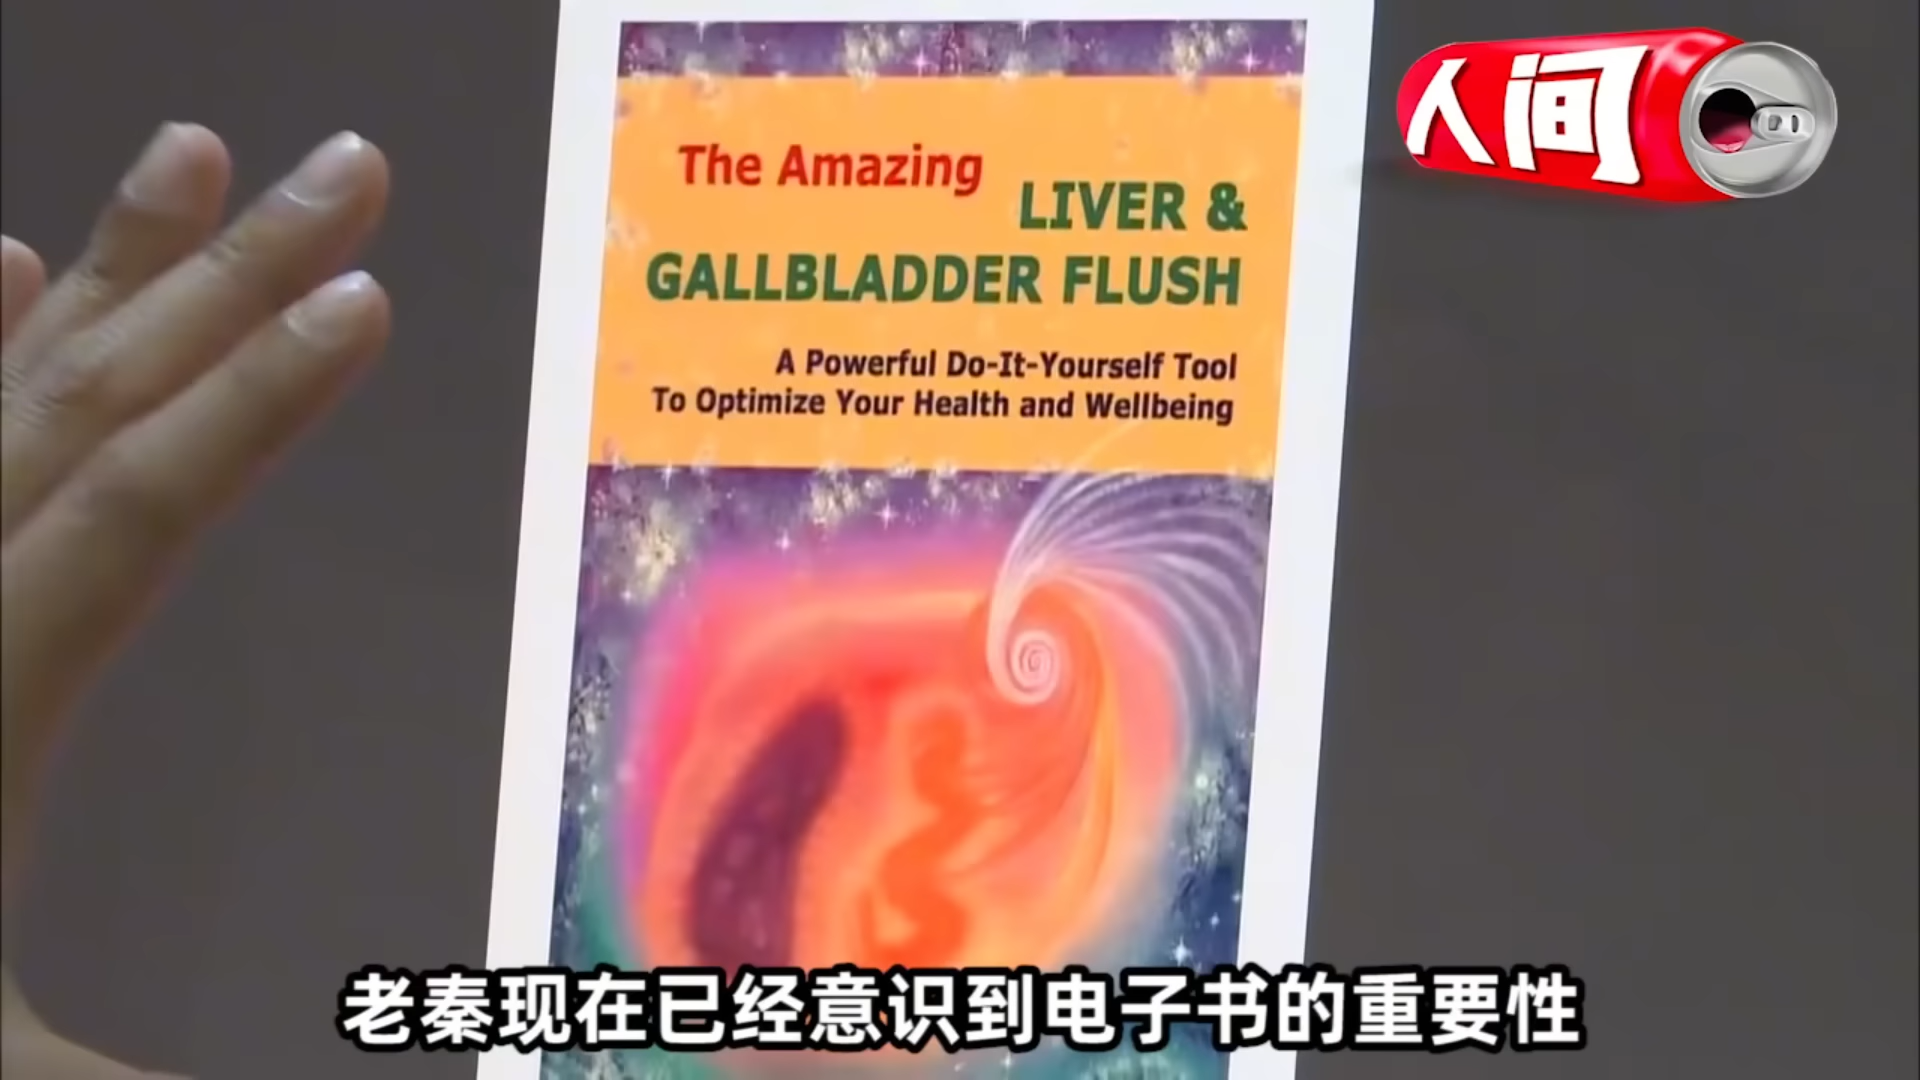 人间
The Amazing
LIVER &
GALLBLADDER FLUSH
A Powerful Do-It-Yourself Tool
To Optimize Your Health and Wellbeing
老秦现在已经意识到电子书的重要性